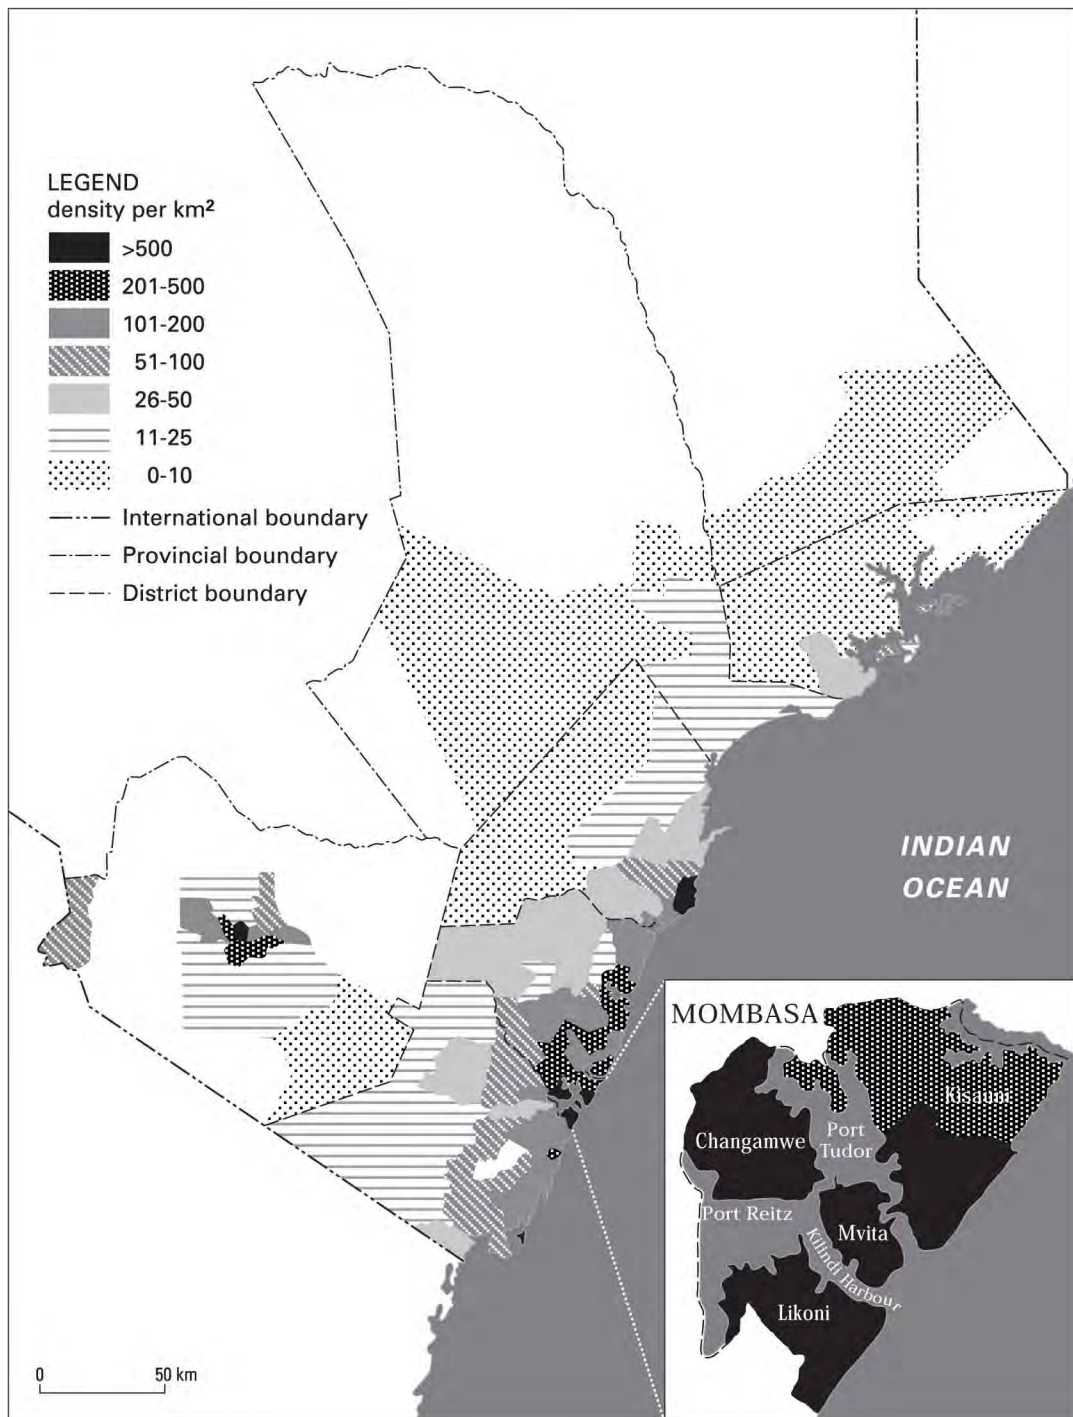 LEGEND
density per km²
>500
201-500
101-200
51-100
26-50
11-25
0-10
International boundary
Provincial boundary
District boundary
INDIAN
OCEAN
MOMBASA
Kisauni
Changamwe
Port
Tudor
Port Reitz
Mvita
Kilindi Harbour
Likoni
0 50 km